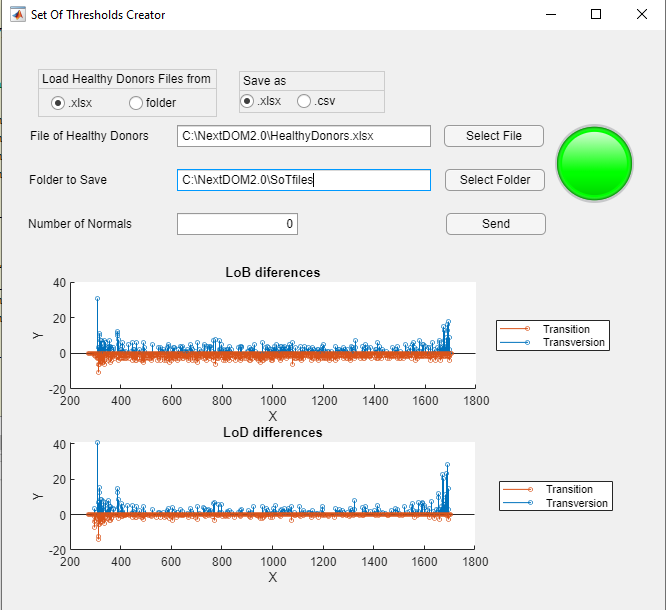 Set Of Thresholds Creator
Load Healthy Donors Files from
.xlsx
folder
Save as
.xlsx
.csv
File of Healthy Donors
C:\NextDOM2.0\HealthyDonors.xlsx
Select File
Folder to Save
C:\NextDOM2.0\SoTfiles
Select Folder
Number of Normals
0
Send
LoB diferences
40
20
0
-20
Y
200 400 600 800 1000 1200 1400 1600 1800
X
Transition
Transversion
LoD differences
40
20
0
-20
Y
200 400 600 800 1000 1200 1400 1600 1800
X
Transition
Transversion